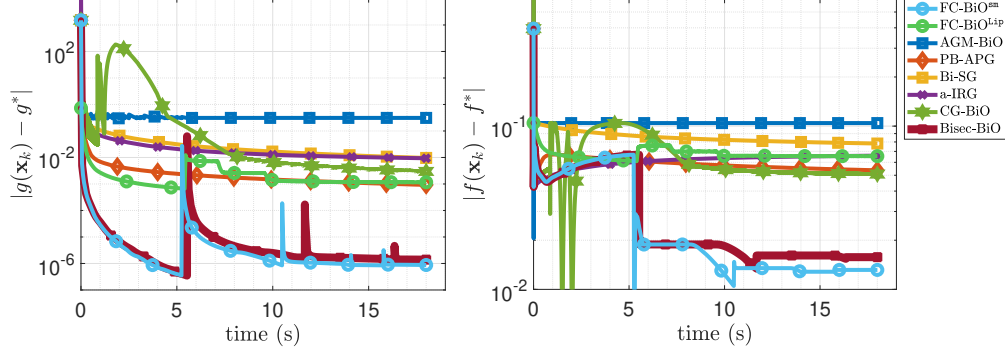 |g(x_k) − g*|
10^2
10^-2
10^-6
0
5
10
15
time (s)
|f(x_k) − f*|
10^-1
10^-2
0
5
10
15
time (s)
FC-BiO^sm
FC-BiO^Lip
AGM-BiO
PB-APG
Bi-SG
a-IRG
CG-BiO
Bisec-BiO